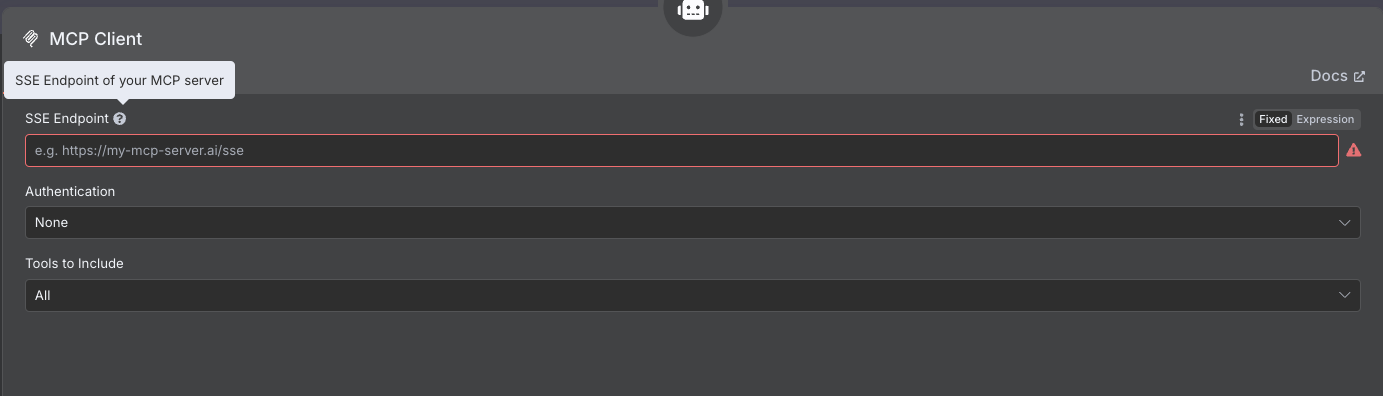 MCP Client
SSE Endpoint of your MCP server
Docs
SSE Endpoint
Fixed Expression
e.g. https://my-mcp-server.ai/sse
Authentication
None
Tools to Include
All